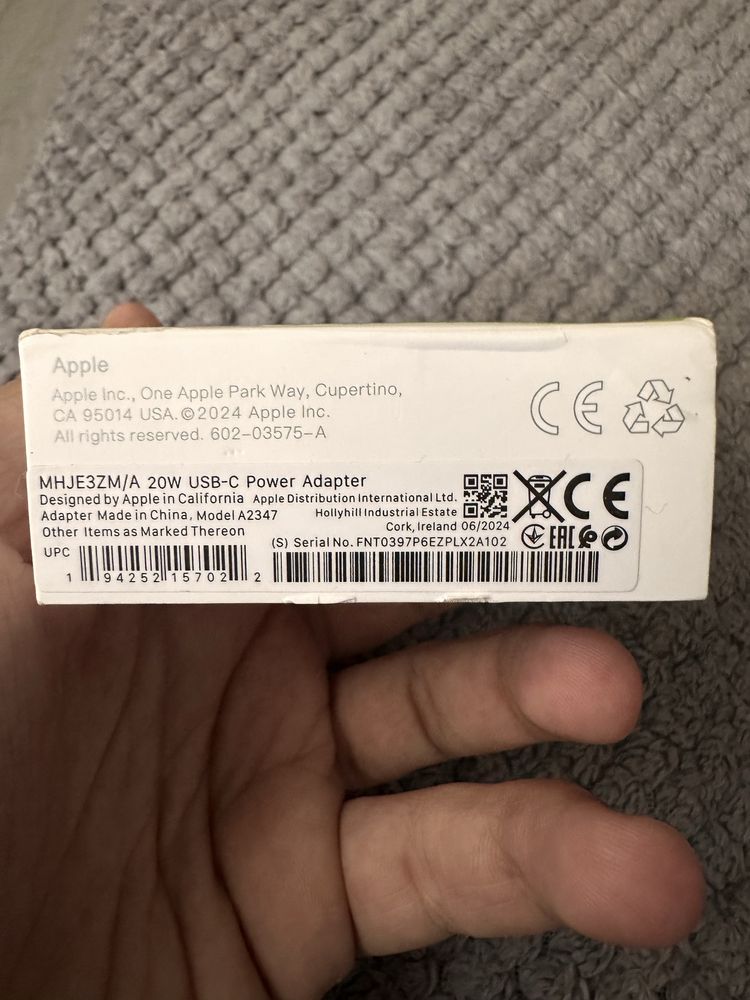 Apple
Apple Inc., One Apple Park Way, Cupertino,
CA 95014 USA. ©2024 Apple Inc.
All rights reserved. 602-03575-A
MHJE3ZM/A 20W USB-C Power Adapter
Designed by Apple in California Apple Distribution International Ltd.
Adapter Made in China, Model A2347 Hollyhill Industrial Estate
Other Items as Marked Thereon Cork, Ireland 06/2024
(S) Serial No. FNT0397P6EZPLX2A102
UPC
1 94252 15702 2
CE
CE
EAC